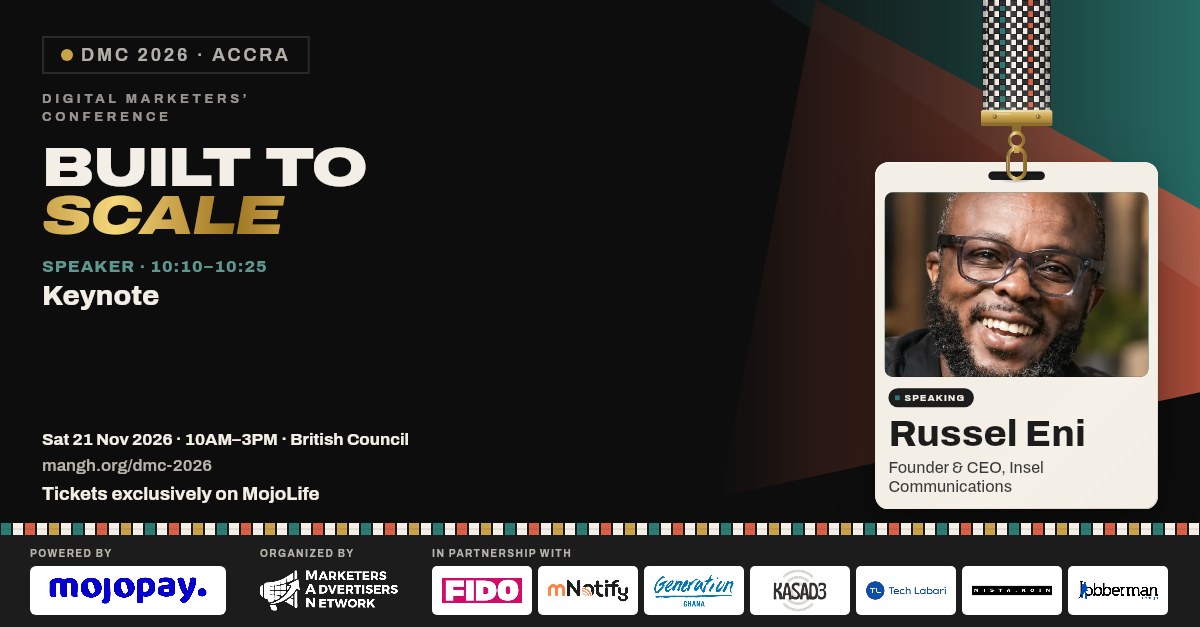 DMC 2026 · ACCRA
DIGITAL MARKETERS'
CONFERENCE
BUILT TO
SCALE
SPEAKER · 10:10–10:25
Keynote
Sat 21 Nov 2026 · 10AM–3PM · British Council
mangh.org/dmc-2026
Tickets exclusively on MojoLife
SPEAKING
Russel Eni
Founder & CEO, Insel
Communications
POWERED BY
mojopay.
ORGANIZED BY
MARKETERS
ADVERTISERS
NETWORK
IN PARTNERSHIP WITH
FIDO
mNotify
Generation
GHANA
KASAD3
TL Tech Labari
Jobberman